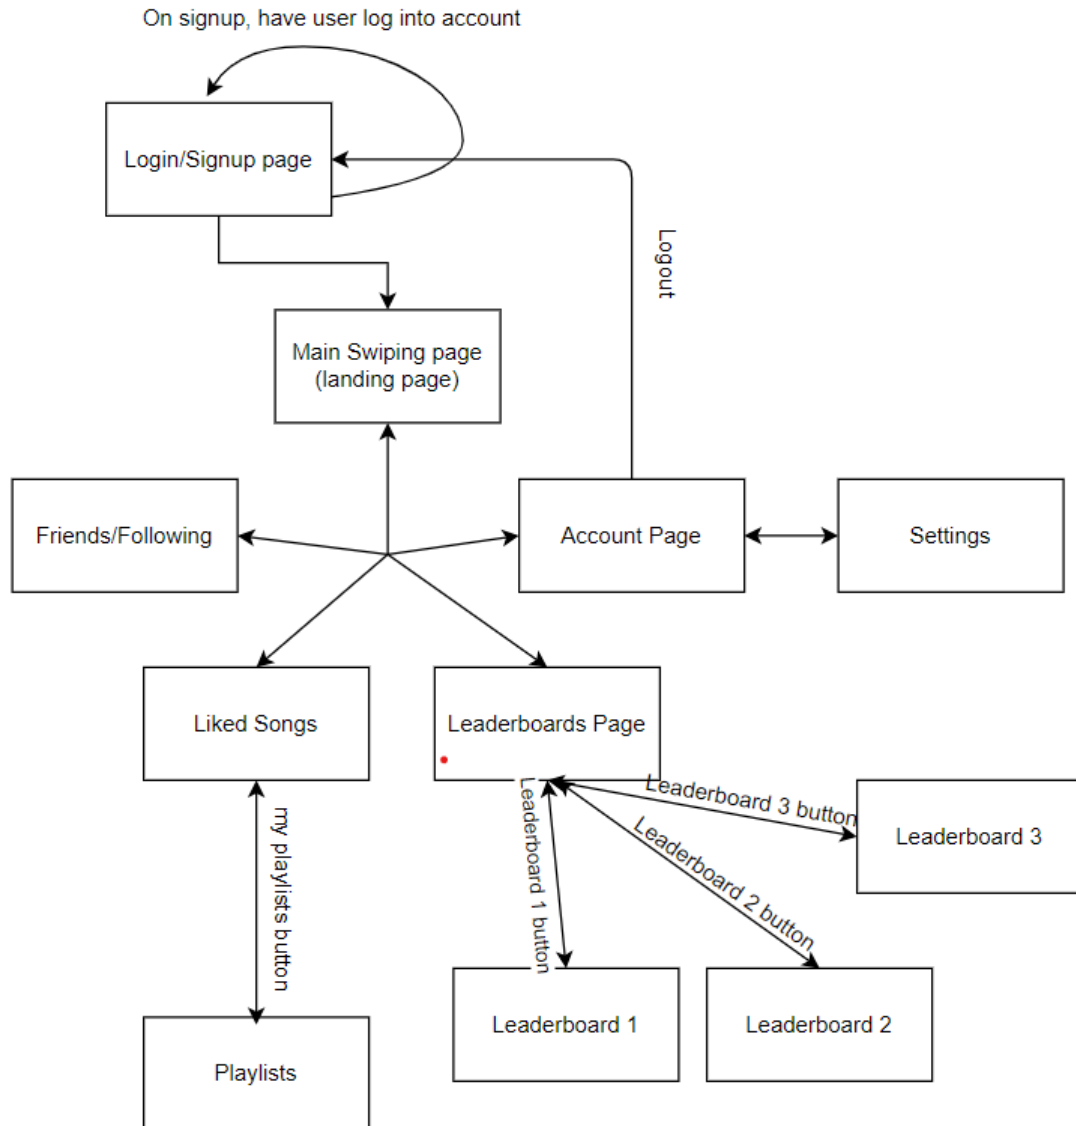 On signup, have user log into account
Login/Signup page
Logout
Main Swiping page
(landing page)
Friends/Following
Account Page
Settings
Liked Songs
Leaderboards Page
my playlists button
Leaderboard 1 button
Leaderboard 2 button
Leaderboard 3 button
Leaderboard 3
Leaderboard 1
Leaderboard 2
Playlists